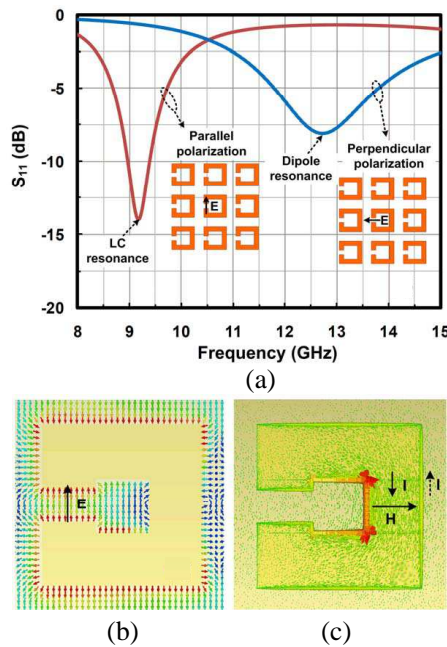 0
-5
-10
-15
-20
S11 (dB)
Parallel
polarization
Perpendicular
polarization
Dipole
resonance
E
E
LC
resonance
8 9 10 11 12 13 14 15
Frequency (GHz)
(a)
E
I I
H
(b) (c)